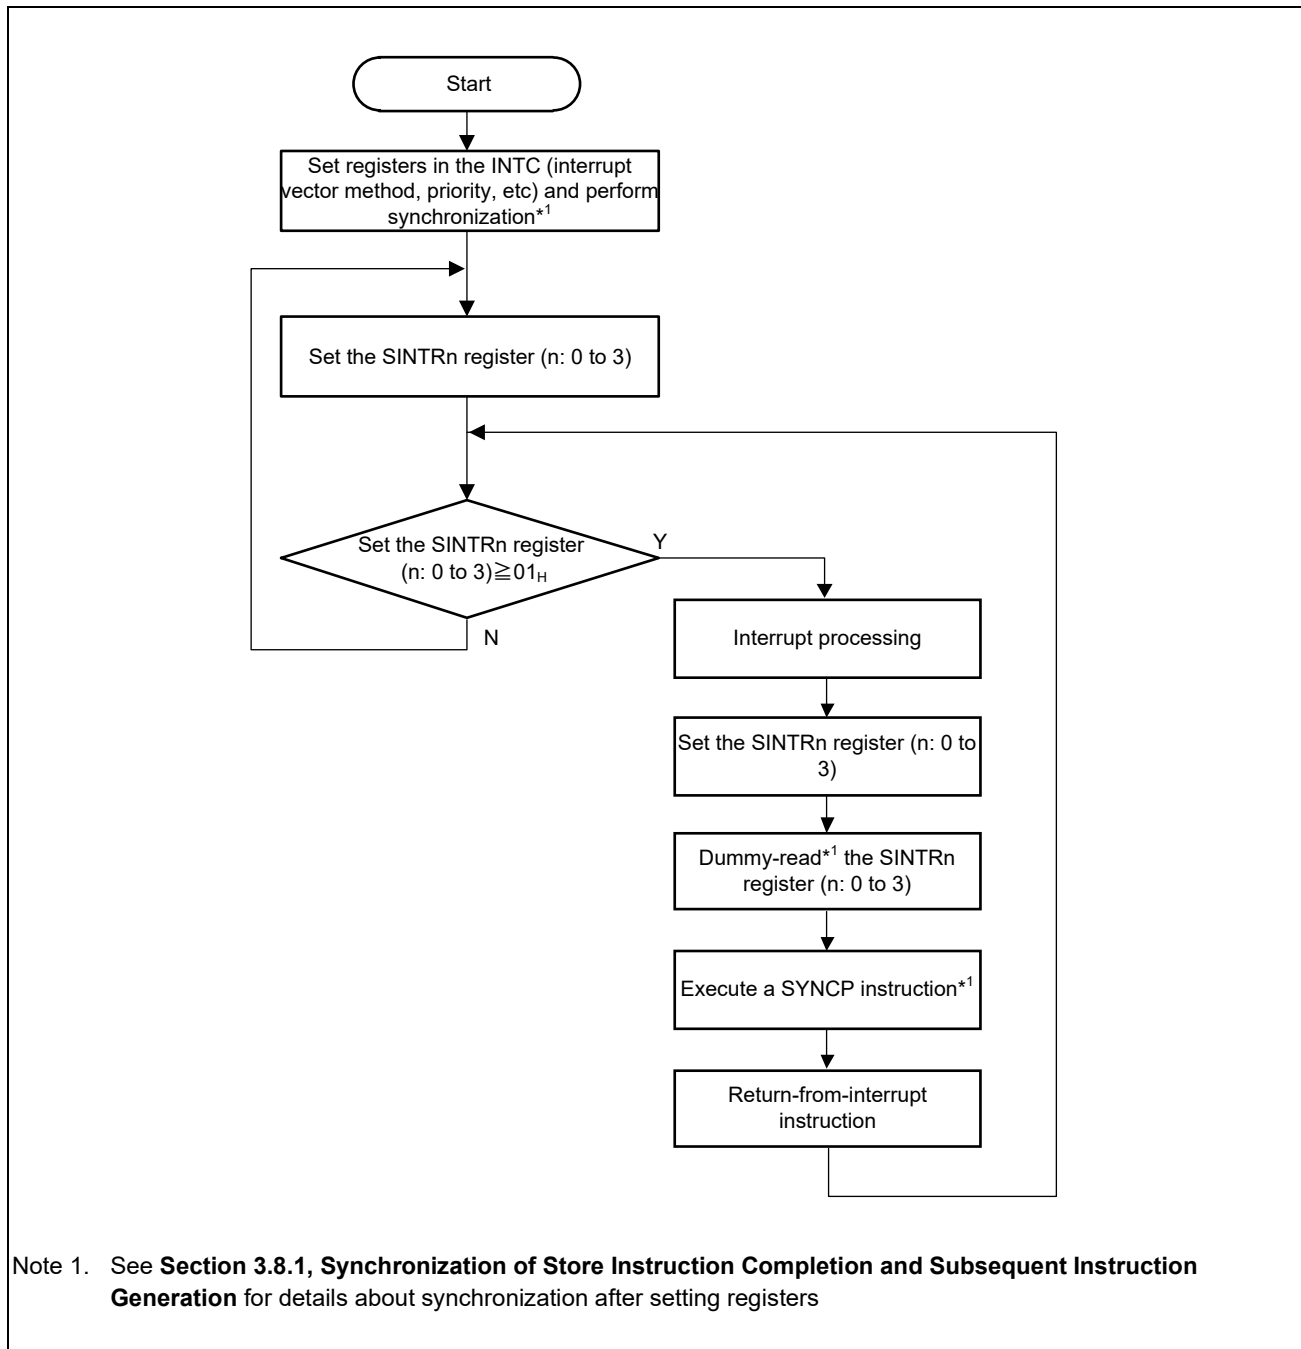 Start
Set registers in the INTC (interrupt
vector method, priority, etc) and perform
synchronization*1
Set the SINTRn register (n: 0 to 3)
Set the SINTRn register
(n: 0 to 3)≧01H
Y
N
Interrupt processing
Set the SINTRn register (n: 0 to
3)
Dummy-read*1 the SINTRn
register (n: 0 to 3)
Execute a SYNCP instruction*1
Return-from-interrupt
instruction
Note 1. See Section 3.8.1, Synchronization of Store Instruction Completion and Subsequent Instruction
Generation for details about synchronization after setting registers